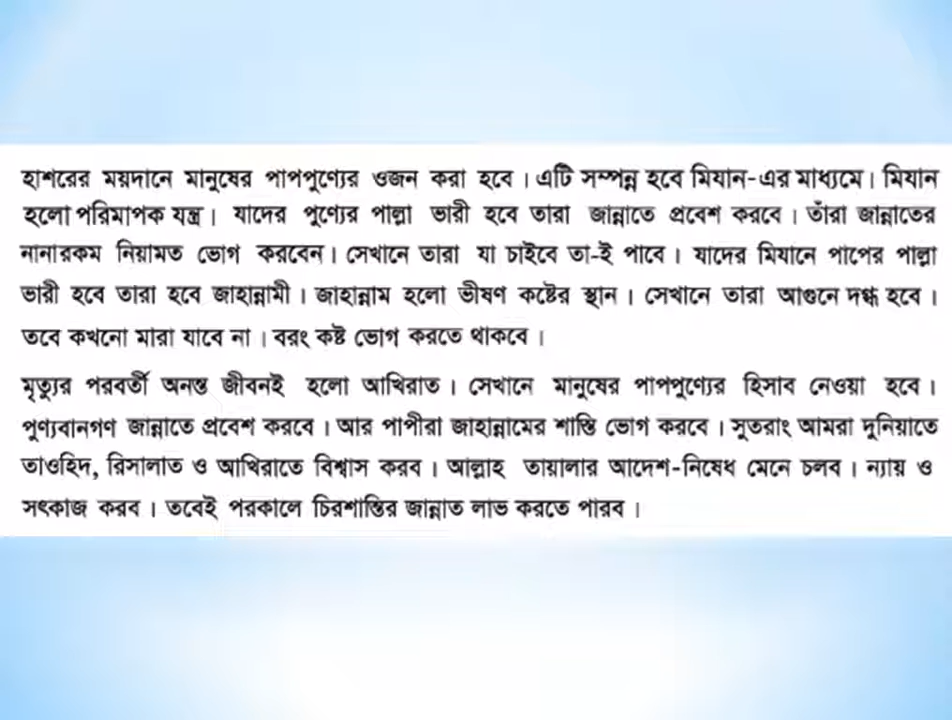 হাশরের ময়দানে মানুষের পাপপুণ্যের ওজন করা হবে। এটি সম্পন্ন হবে মিযান-এর মাধ্যমে। মিযান
হলো পরিমাপক যন্ত্র। যাদের পুণ্যের পাল্লা ভারী হবে তারা জান্নাতে প্রবেশ করবে। তাঁরা জান্নাতের
নানারকম নিয়ামত ভোগ করবেন। সেখানে তারা যা চাইবে তা-ই পাবে। যাদের মিযানে পাপের পাল্লা
ভারী হবে তারা হবে জাহান্নামী। জাহান্নাম হলো ভীষণ কষ্টের স্থান। সেখানে তারা আগুনে দগ্ধ হবে।
তবে কখনো মারা যাবে না। বরং কষ্ট ভোগ করতে থাকবে।
মৃত্যুর পরবর্তী অনন্ত জীবনই হলো আখিরাত। সেখানে মানুষের পাপপুণ্যের হিসাব নেওয়া হবে।
পুণ্যবানগণ জান্নাতে প্রবেশ করবে। আর পাপীরা জাহান্নামের শাস্তি ভোগ করবে। সুতরাং আমরা দুনিয়াতে
তাওহিদ, রিসালাত ও আখিরাতে বিশ্বাস করব। আল্লাহ তায়ালার আদেশ-নিষেধ মেনে চলব। ন্যায় ও
সৎকাজ করব। তবেই পরকালে চিরশান্তির জান্নাত লাভ করতে পারব।